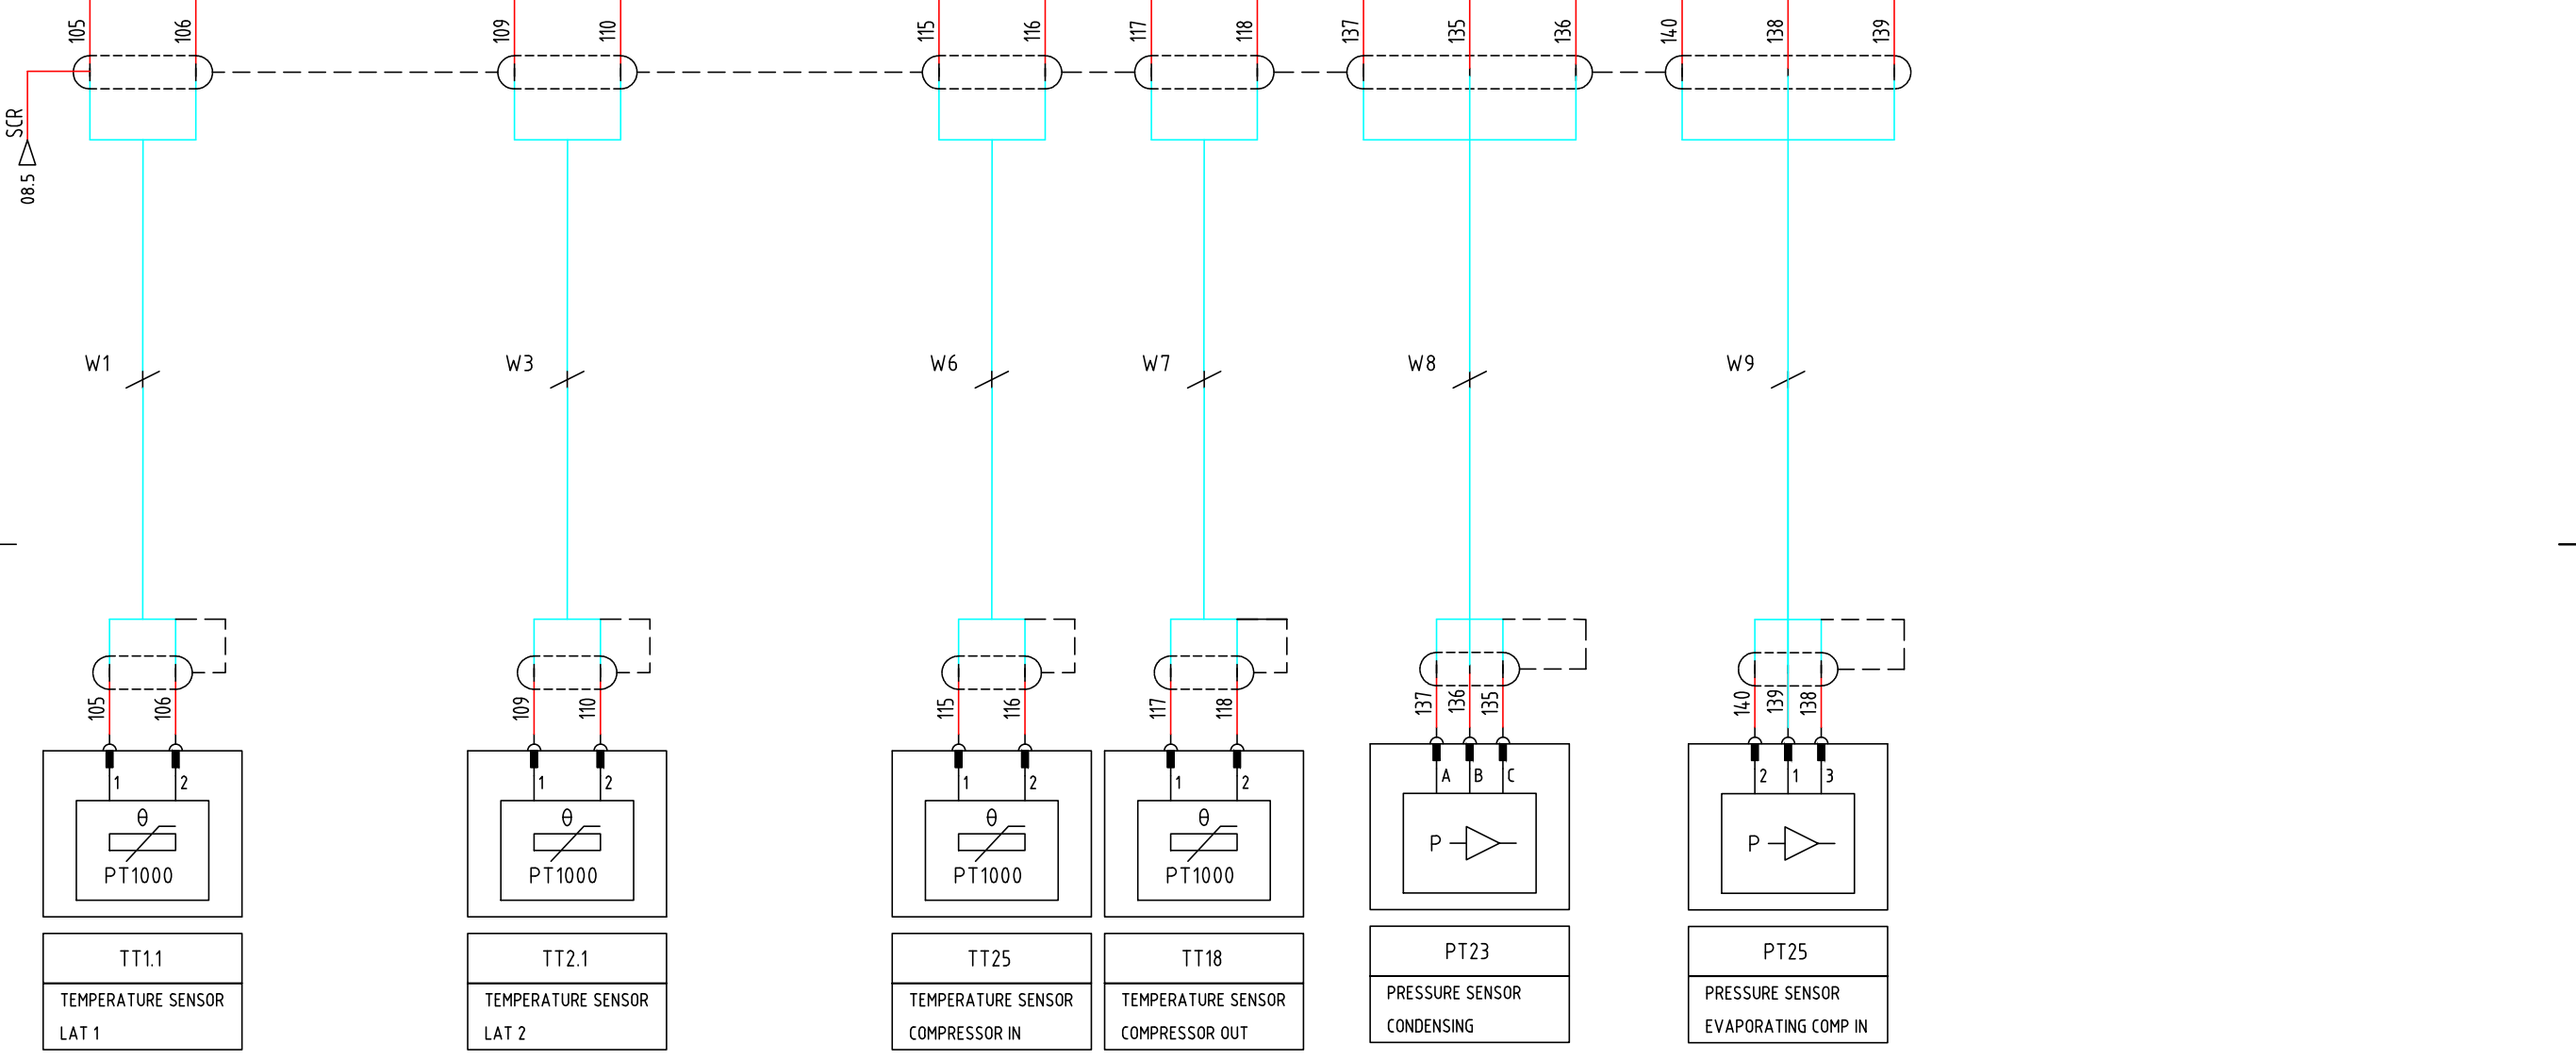 105 106 109 110 115 116 117 118 137 135 136 140 138 139
SCR
08.5
W1 W3 W6 W7 W8 W9
105 106 109 110 115 116 117 118 137 136 135 140 139 138
1 2 1 2 1 2 1 2 A B C 2 1 3
θ θ θ θ
P P
PT1000 PT1000 PT1000 PT1000
TT1.1
TEMPERATURE SENSOR
LAT 1
TT2.1
TEMPERATURE SENSOR
LAT 2
TT25
TEMPERATURE SENSOR
COMPRESSOR IN
TT18
TEMPERATURE SENSOR
COMPRESSOR OUT
PT23
PRESSURE SENSOR
CONDENSING
PT25
PRESSURE SENSOR
EVAPORATING COMP IN